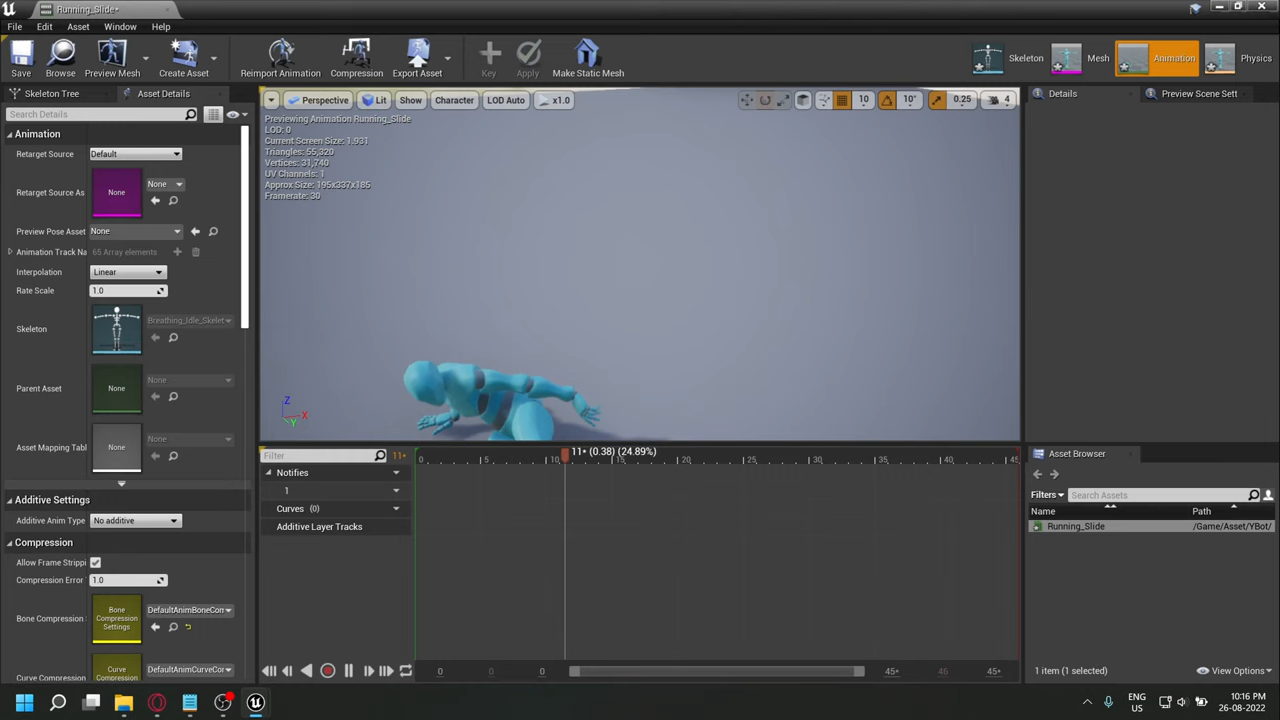 Running_Slide*
File Edit Asset Window Help
Save Browse Preview Mesh Create Asset Reimport Animation Compression Export Asset Key Apply Make Static Mesh Skeleton Mesh Animation Physics
Skeleton Tree Asset Details
Search Details
Animation
Retarget Source Default
Retarget Source As None None
Preview Pose Asset None
Animation Track Na 65 Array elements
Interpolation Linear
Rate Scale 1.0
Skeleton Breathing_Idle_Skelet
Parent Asset None None
Asset Mapping Tabl None None
Additive Settings
Additive Anim Type No additive
Compression
Allow Frame Strippi
Compression Error 1.0
Bone Compression Bone Compression Settings DefaultAnimBoneCom
Curve Compression Curve Compression DefaultAnimCurveCor
Perspective Lit Show Character LOD Auto x1.0 10 10° 0.25 4
Previewing Animation Running_Slide
LOD: 0
Current Screen Size: 1.931
Triangles: 55,320
Vertices: 31,740
UV Channels: 1
Approx Size: 195x337x185
Framerate: 30
Z
X
Y
Filter 11*
11* (0.38) (24.89%)
0 5 10 15 20 25 30 35 40 45
Notifies
1
Curves (0)
Additive Layer Tracks
0 0 0 45* 46 45*
Details Preview Scene Sett
Asset Browser
Filters Search Assets
Name Path
Running_Slide /Game/Asset/YBot/
1 item (1 selected) View Options
ENG
US
10:16 PM
26-08-2022